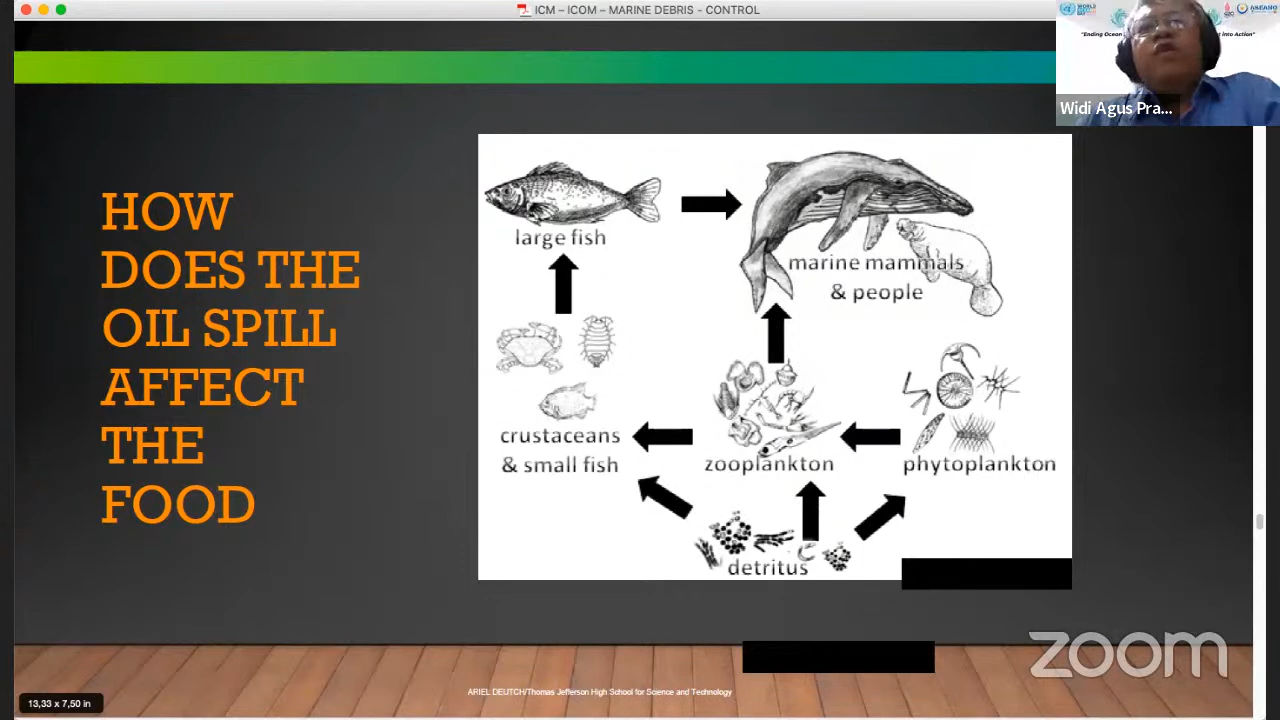 ICM – ICOM – MARINE DEBRIS - CONTROL
Widi Agus Pra...
HOW
DOES THE
OIL SPILL
AFFECT
THE
FOOD
large fish
marine mammals
& people
crustaceans
& small fish
zooplankton
phytoplankton
detritus
zoom
ARIEL DEUTCH/Thomas Jefferson High School for Science and Technology
13,33 x 7,50 in